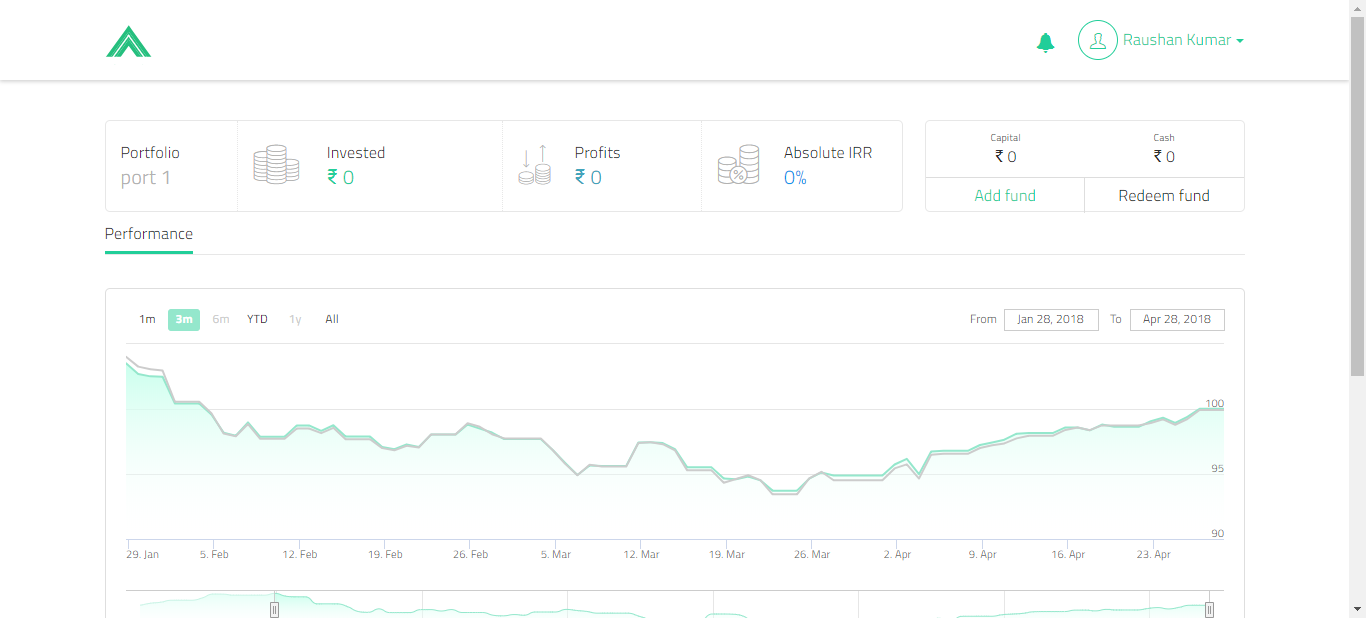 Raushan Kumar
Portfolio
port 1
Invested
₹ 0
Profits
₹ 0
%
Absolute IRR
0%
Capital
₹ 0
Cash
₹ 0
Add fund
Redeem fund
Performance
1m 3m 6m YTD 1y All
From Jan 28, 2018 To Apr 28, 2018
100
95
90
29. Jan 5. Feb 12. Feb 19. Feb 26. Feb 5. Mar 12. Mar 19. Mar 26. Mar 2. Apr 9. Apr 16. Apr 23. Apr